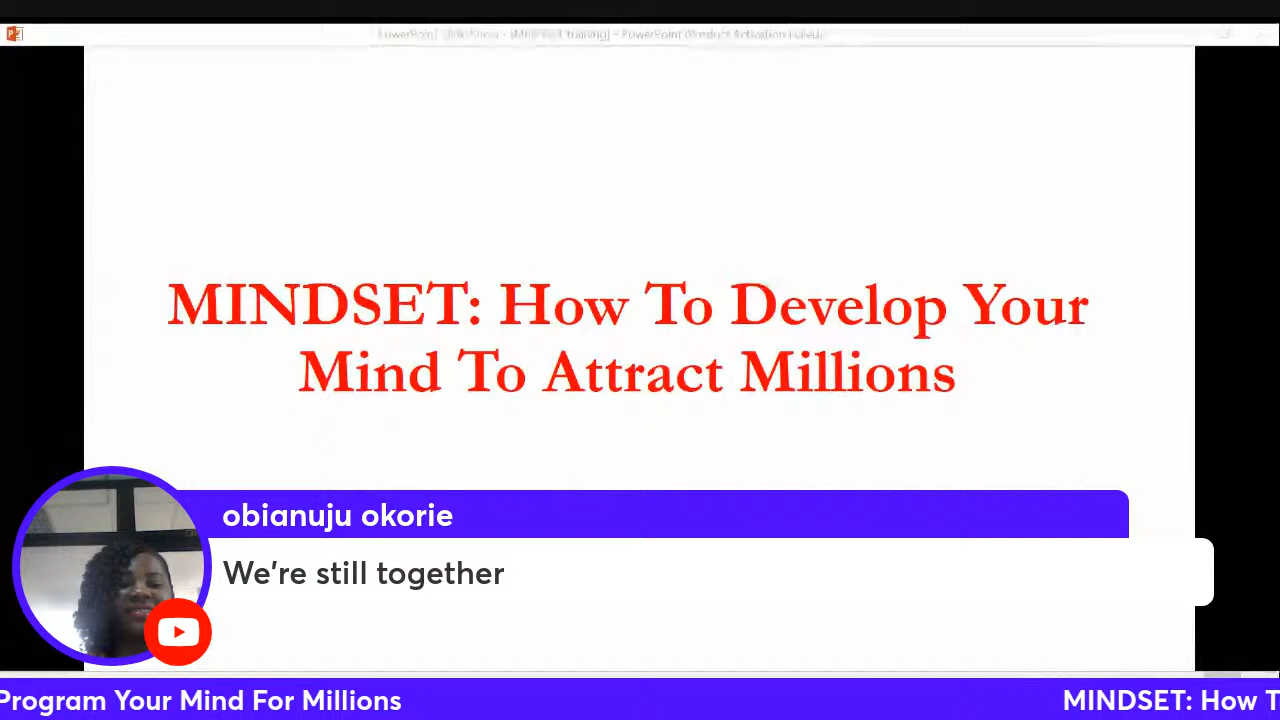 MINDSET: How To Develop Your
Mind To Attract Millions
obianuju okorie
We're still together
Program Your Mind For Millions
MINDSET: How T